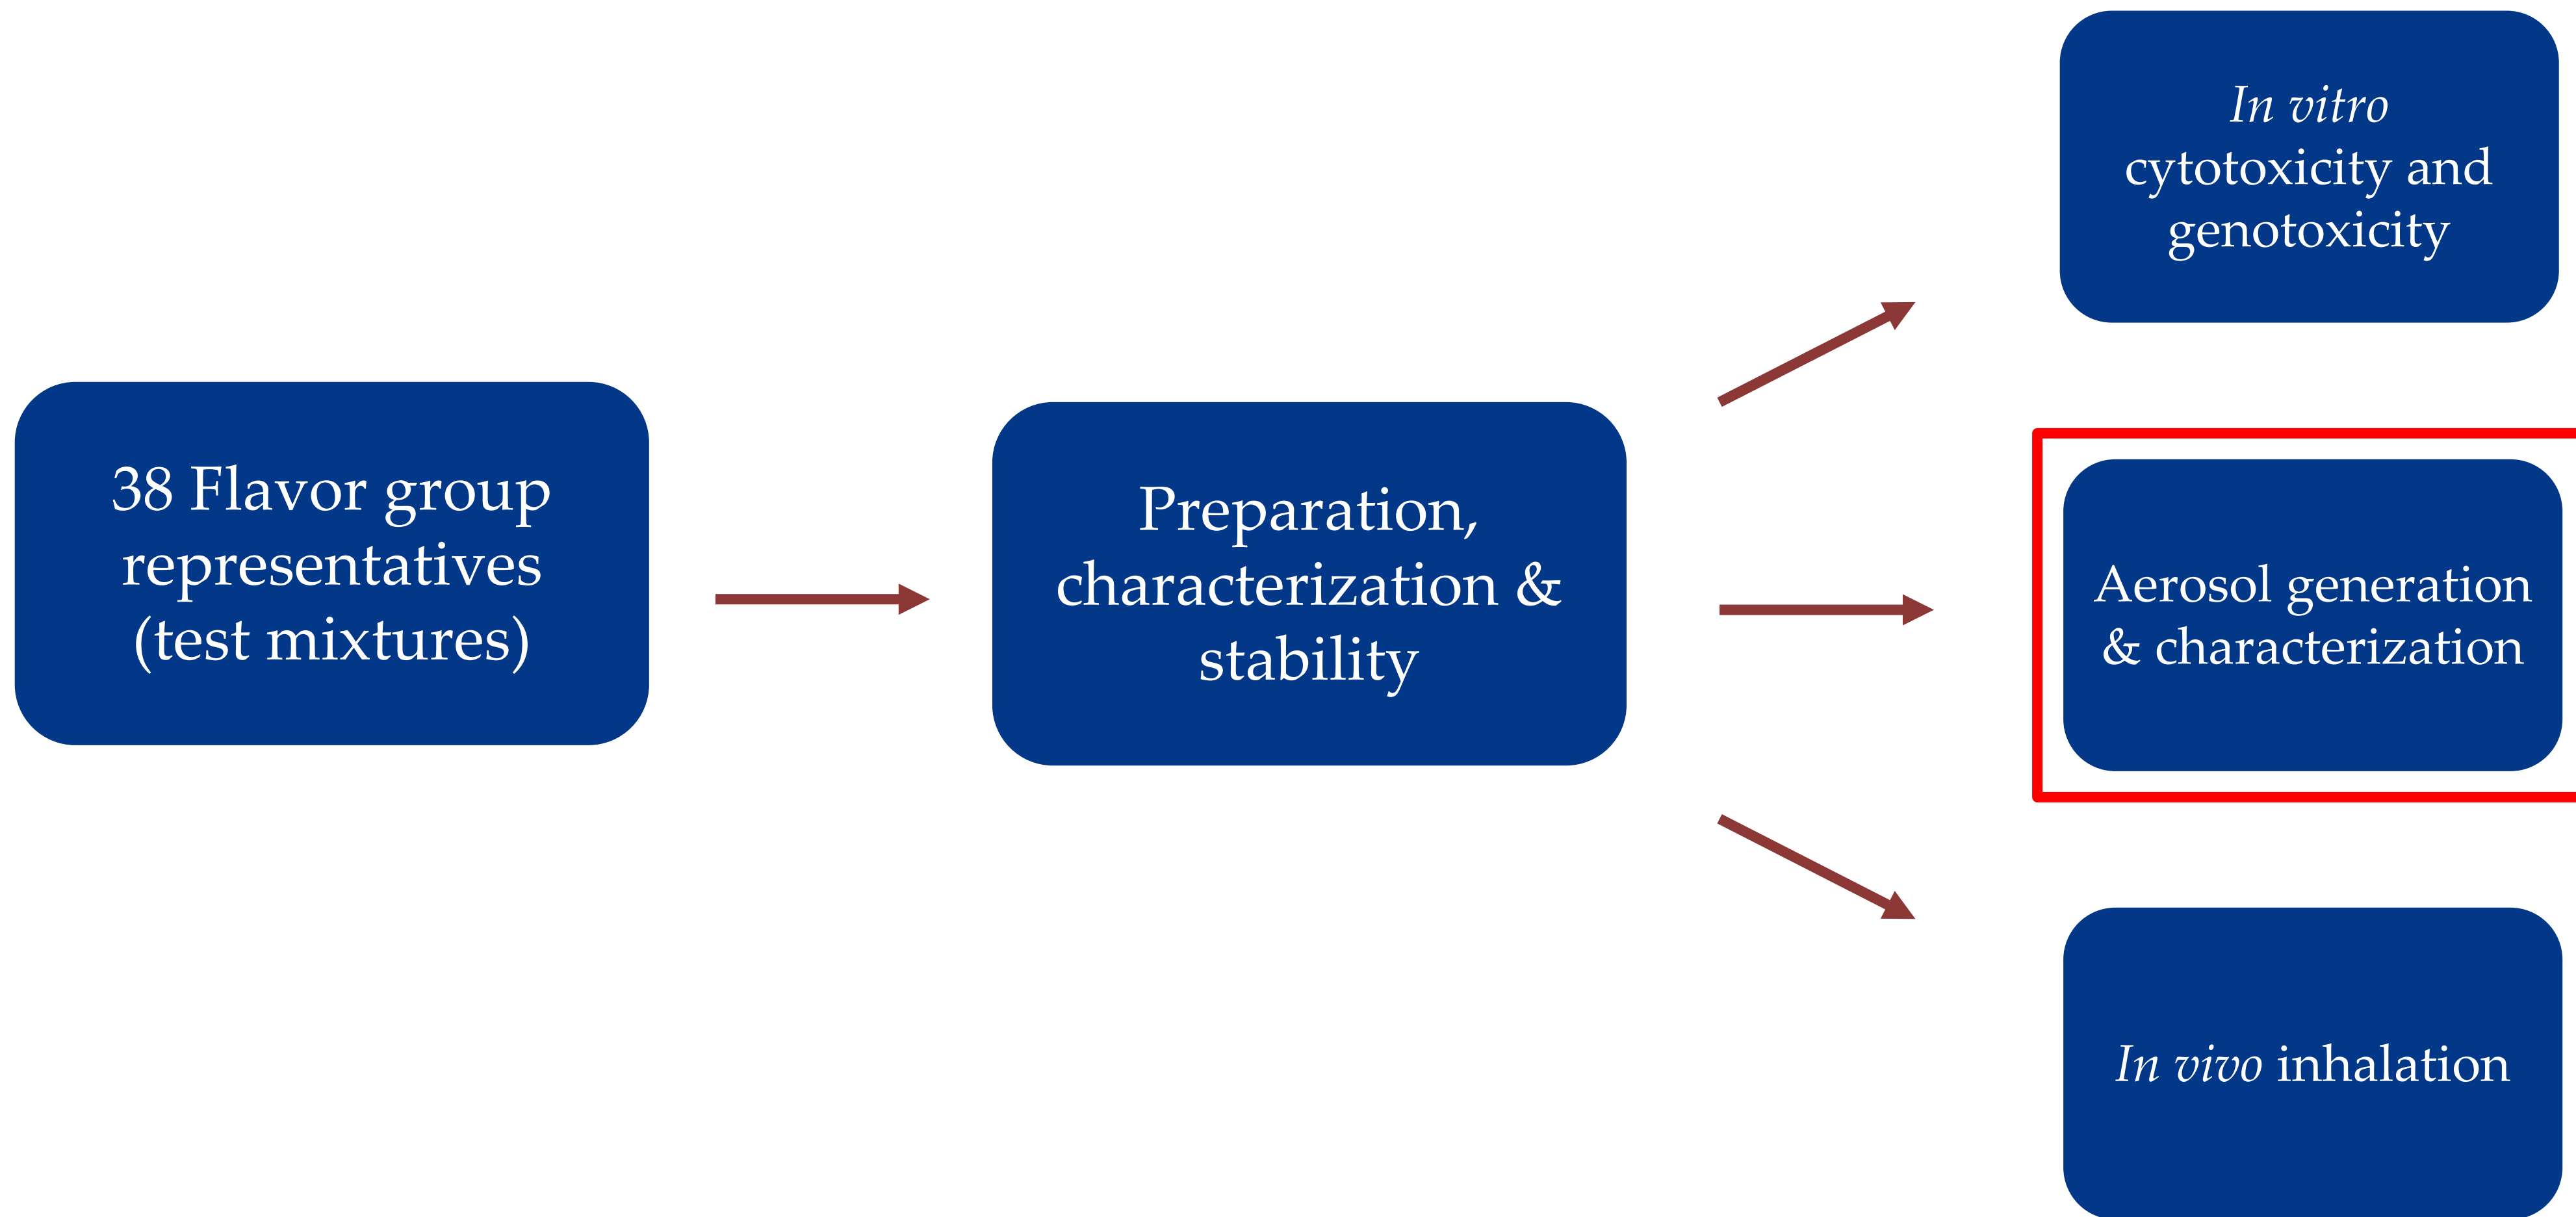 38 Flavor group
representatives
(test mixtures)
Preparation,
characterization &
stability
In vitro
cytotoxicity and
genotoxicity
Aerosol generation
& characterization
In vivo inhalation